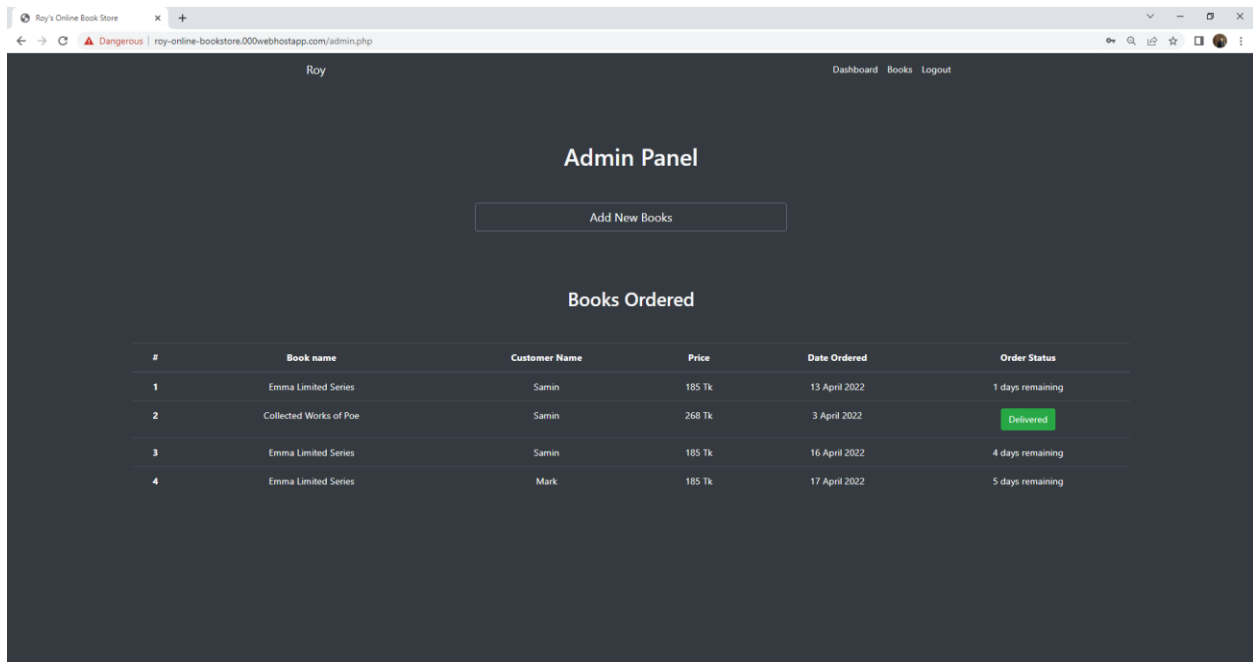 Roy's Online Book Store
Dangerous | roy-online-bookstore.000webhostapp.com/admin.php
Roy Dashboard Books Logout
Admin Panel
Add New Books
Books Ordered
# Book name Customer Name Price Date Ordered Order Status
1 Emma Limited Series Samin 185 Tk 13 April 2022 1 days remaining
2 Collected Works of Poe Samin 268 Tk 3 April 2022 Delivered
3 Emma Limited Series Samin 185 Tk 16 April 2022 4 days remaining
4 Emma Limited Series Mark 185 Tk 17 April 2022 5 days remaining